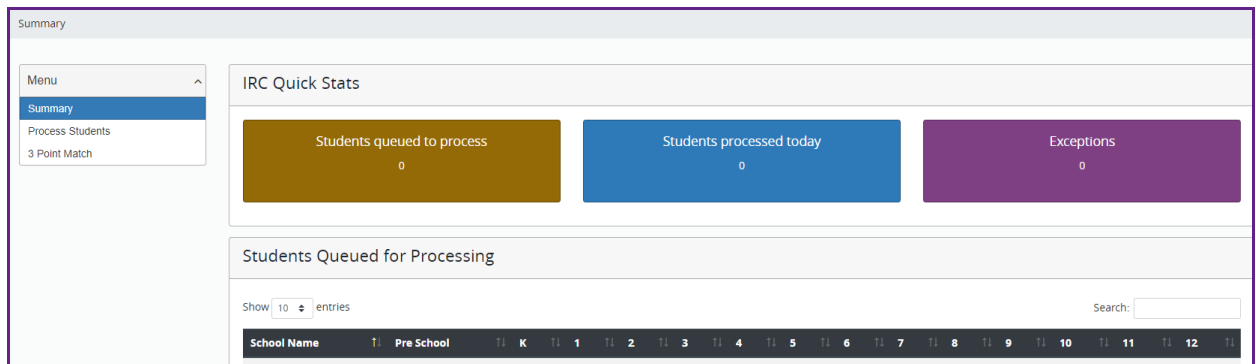 Summary
Menu
Summary
Process Students
3 Point Match
IRC Quick Stats
Students queued to process
0
Students processed today
0
Exceptions
0
Students Queued for Processing
Show 10 entries
Search:
School Name Pre School K 1 2 3 4 5 6 7 8 9 10 11 12